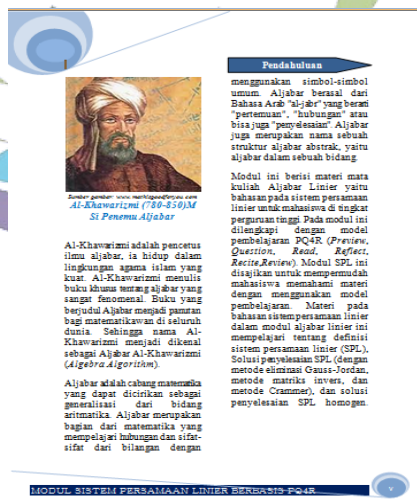 Sumber gambar: www.mathisgoodforyou.com
Al-Khawarizmi (780-850)M
Si Penemu Aljabar
Al-Khawarizmi adalah pencetus
ilmu aljabar, ia hidup dalam
lingkungan agama islam yang
kuat. Al-Khawarizmi menulis
buku khusus tentang aljabar yang
sangat fenomenal. Buku yang
berjudul Aljabar menjadi panutan
bagi matematikawan di seluruh
dunia. Sehingga nama Al-
Khawarizmi menjadi dikenal
sebagai Aljabar Al-Khowarizmi
(Algebra Algorithm).
Aljabar adalah cabang matematika
yang dapat dicirikan sebagai
generalisasi dari bidang
aritmatika. Aljabar merupakan
bagian dari matematika yang
mempelajari hubungan dan sifat-
sifat dari bilangan dengan
Pendahuluan
menggunakan simbol-simbol
umum. Aljabar berasal dari
Bahasa Arab "al-jabr" yang berarti
"pertemuan", "hubungan" atau
bisa juga "penyelesaian". Aljabar
juga merupakan nama sebuah
struktur aljabar abstrak, yaitu
aljabar dalam sebuah bidang.
Modul ini berisi materi mata
kuliah Aljabar Linier yaitu
bahasan pada sistem persamaan
linier untuk mahasiswa di tingkat
perguruan tinggi. Pada modul ini
dilengkapi dengan model
pembelajaran PQ4R (Preview,
Question, Read, Reflect,
Recite,Review). Modul SPL ini
disajikan untuk mempermudah
mahasiswa memahami materi
dengan menggunakan model
pembelajaran. Materi pada
bahasan sistem persamaan linier
dalam modul aljabar linier ini
mempelajari tentang definisi
sistem persamaan linier (SPL),
Solusi penyelesaian SPL (dengan
metode eliminasi Gauss-Jordan,
metode matriks invers, dan
metode Crammer), dan solusi
penyelesaian SPL homogen.
MODUL SISTEM PERSAMAAN LINIER BERBASIS PQ4R
v